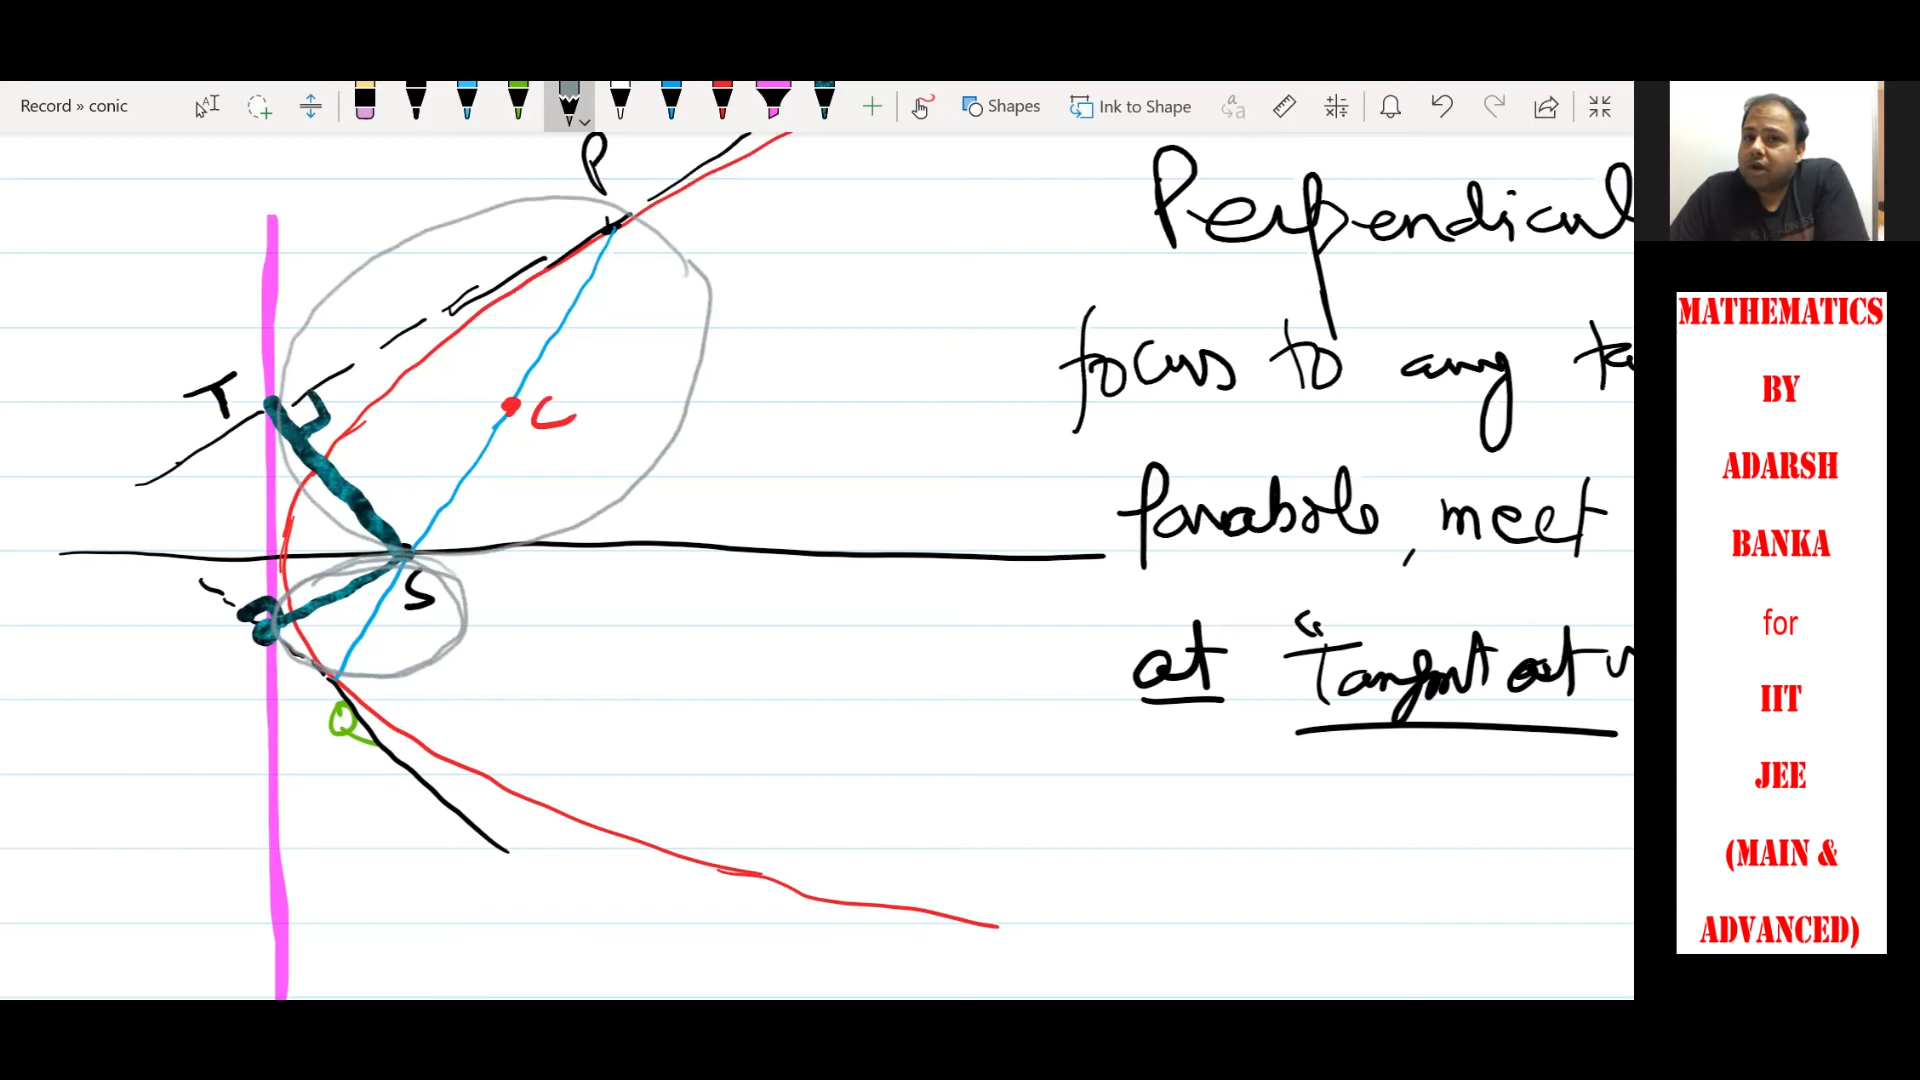 Record » conic
Shapes
Ink to Shape
P
T
C
S
Q
Perpendicul
focus to any ta
Parabola, meet
at "Tangent at v
MATHEMATICS
BY
ADARSH
BANKA
for
IIT
JEE
(MAIN &
ADVANCED)